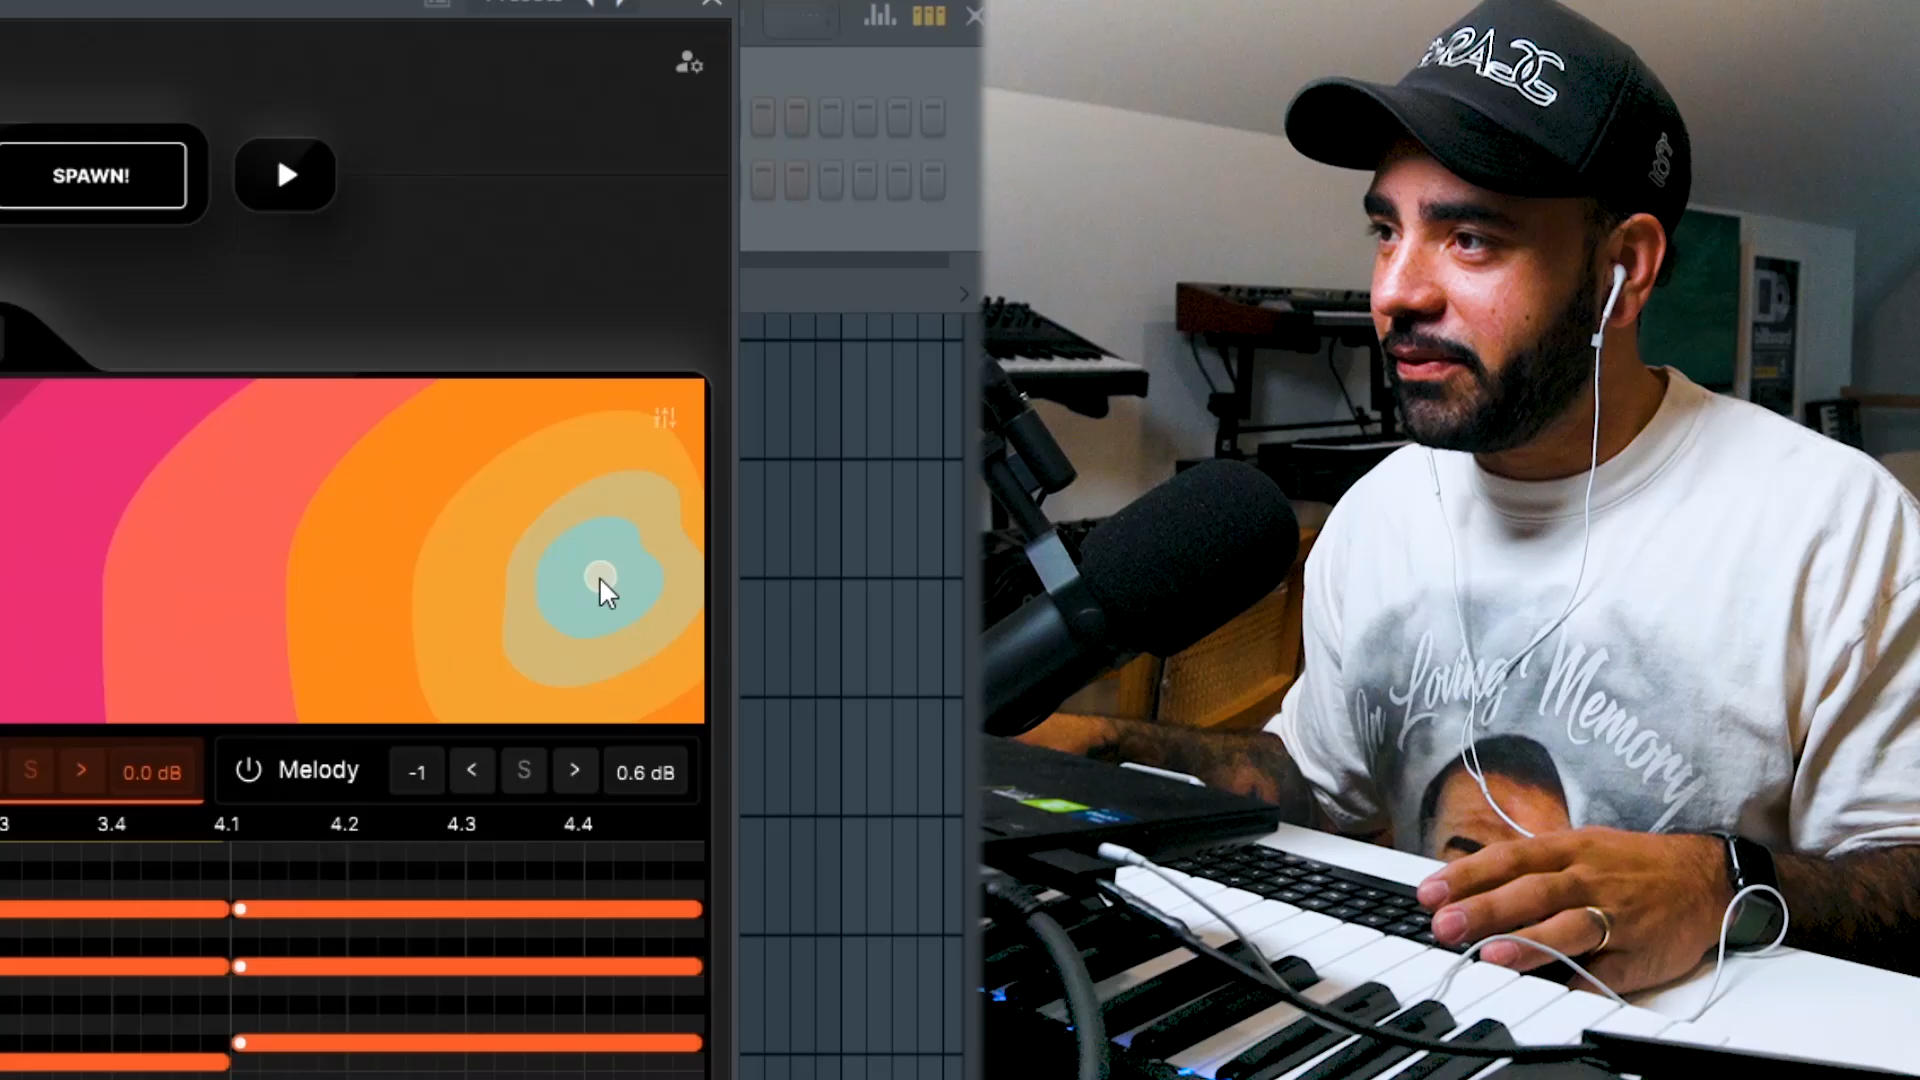 SPAWN!
S > 0.0 dB
Melody -1 < S > 0.6 dB
3 3.4 4.1 4.2 4.3 4.4
In Loving Memory